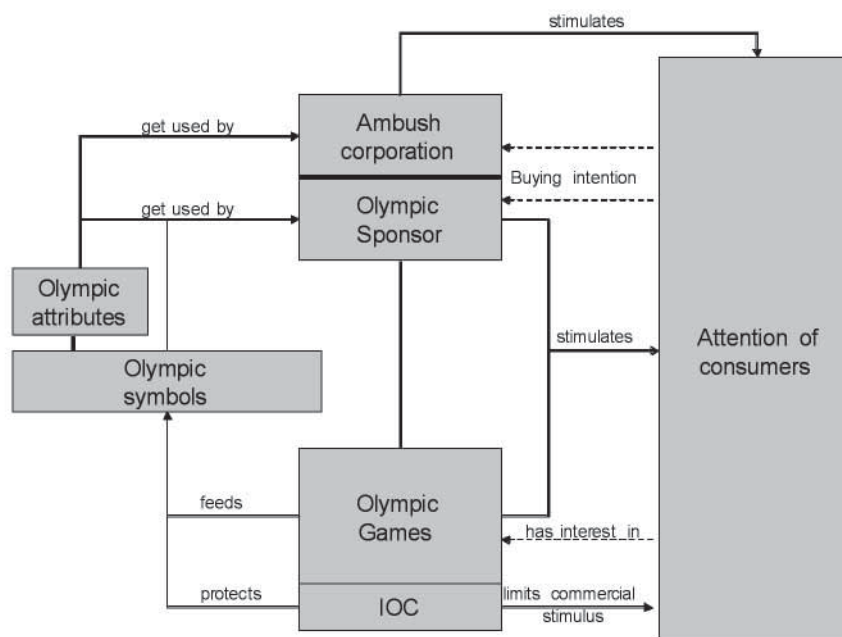 stimulates
Ambush
corporation
get used by
Buying intention
get used by
Olympic
Sponsor
Olympic
attributes
stimulates
Attention of
consumers
Olympic
symbols
feeds
Olympic
Games
has interest in
protects
IOC
limits commercial
stimulus